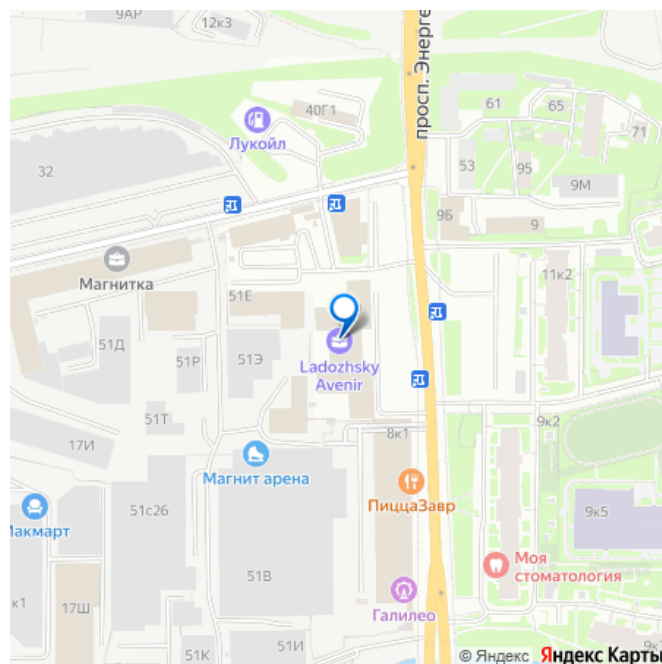 9АР
12к3
просп. Энерге
40Г1
Лукойл
61
65
71
53
95
9М
32
9Б
9
Магнитка
11к2
51Е
51Д
51Р
51Э
Ladozhsky
Avenir
51Т
17И
8к1
9к2
Магнит арена
ПиццаЗавр
51с26
9к5
Макмарт
Моя
стоматология
51В
к1
17Ш
Галилео
51И
51К
© Яндекс Яндекс Карты